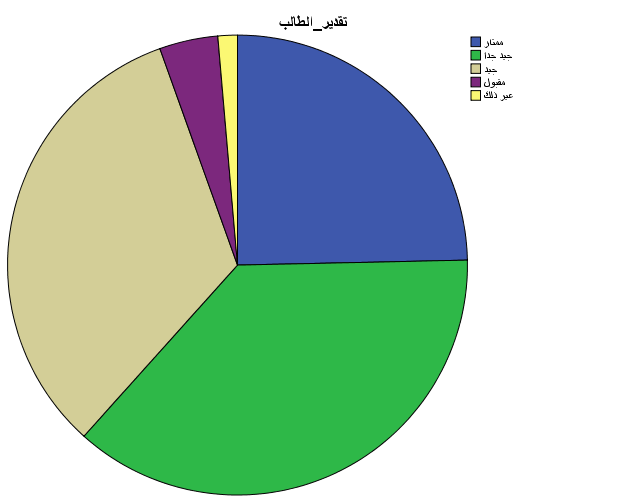 تقدير_الطالب
ممتاز
جيد جدا
جيد
مقبول
غير ذلك